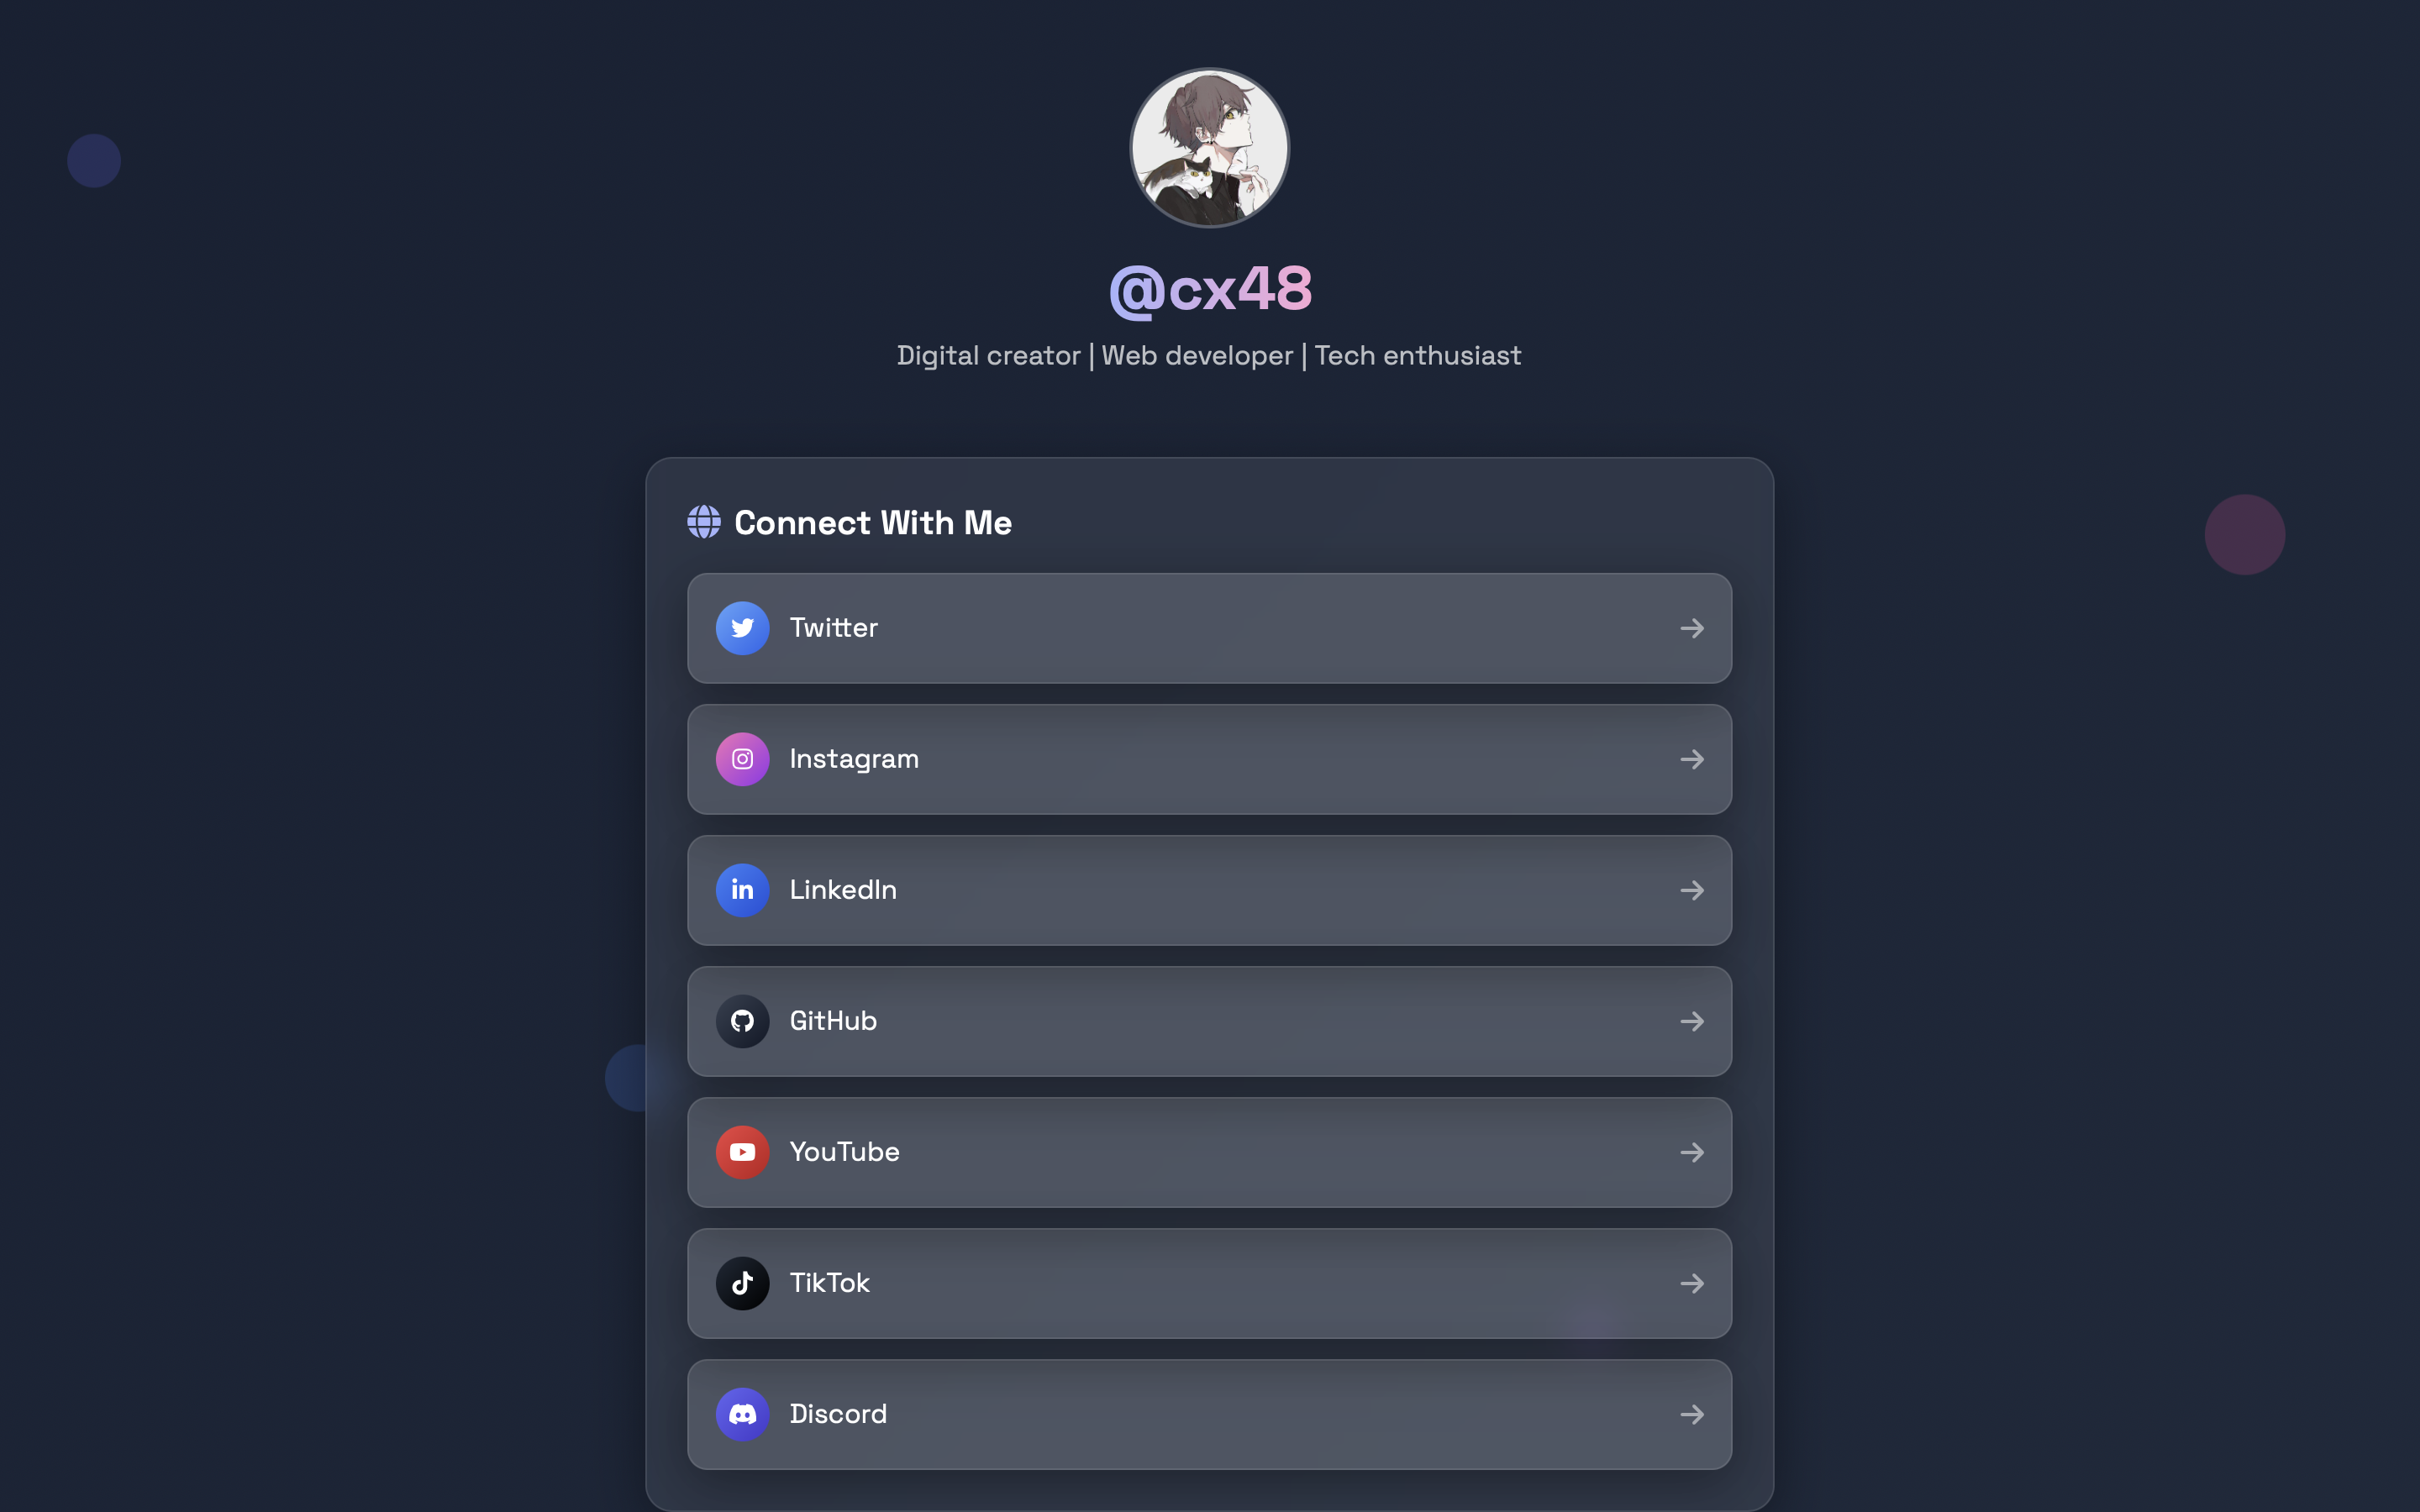 @cx48
Digital creator | Web developer | Tech enthusiast
Connect With Me
Twitter
Instagram
LinkedIn
GitHub
YouTube
TikTok
Discord